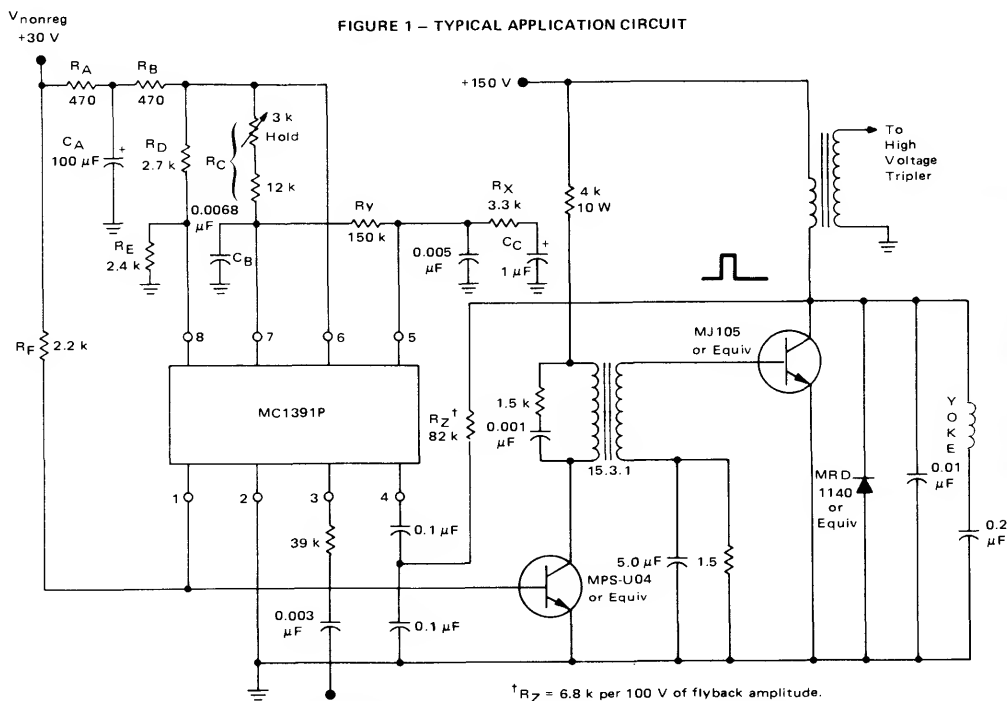 FIGURE 1 – TYPICAL APPLICATION CIRCUIT
Vnonreg
+30 V
RA
470
RB
470
CA
100 µF
+
RD
2.7 k
RC
3 k
Hold
12 k
0.0068
µF
RE
2.4 k
CB
Ry
150 k
0.005
µF
RX
3.3 k
CC
+
1 µF
+150 V
4 k
10 W
To
High
Voltage
Tripler
RF
2.2 k
8
7
6
5
MC1391P
1
2
3
4
RZ†
82 k
1.5 k
0.001
µF
15.3.1
MJ105
or Equiv
39 k
0.1 µF
0.003
µF
0.1 µF
MPS-U04
or Equiv
5.0 µF
1.5
MRD
1140
or
Equiv
0.01
µF
YOKE
0.2
µF
†RZ = 6.8 k per 100 V of flyback amplitude.